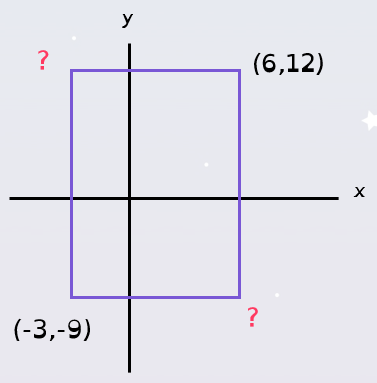 y
?
(6,12)
x
(-3,-9)
?